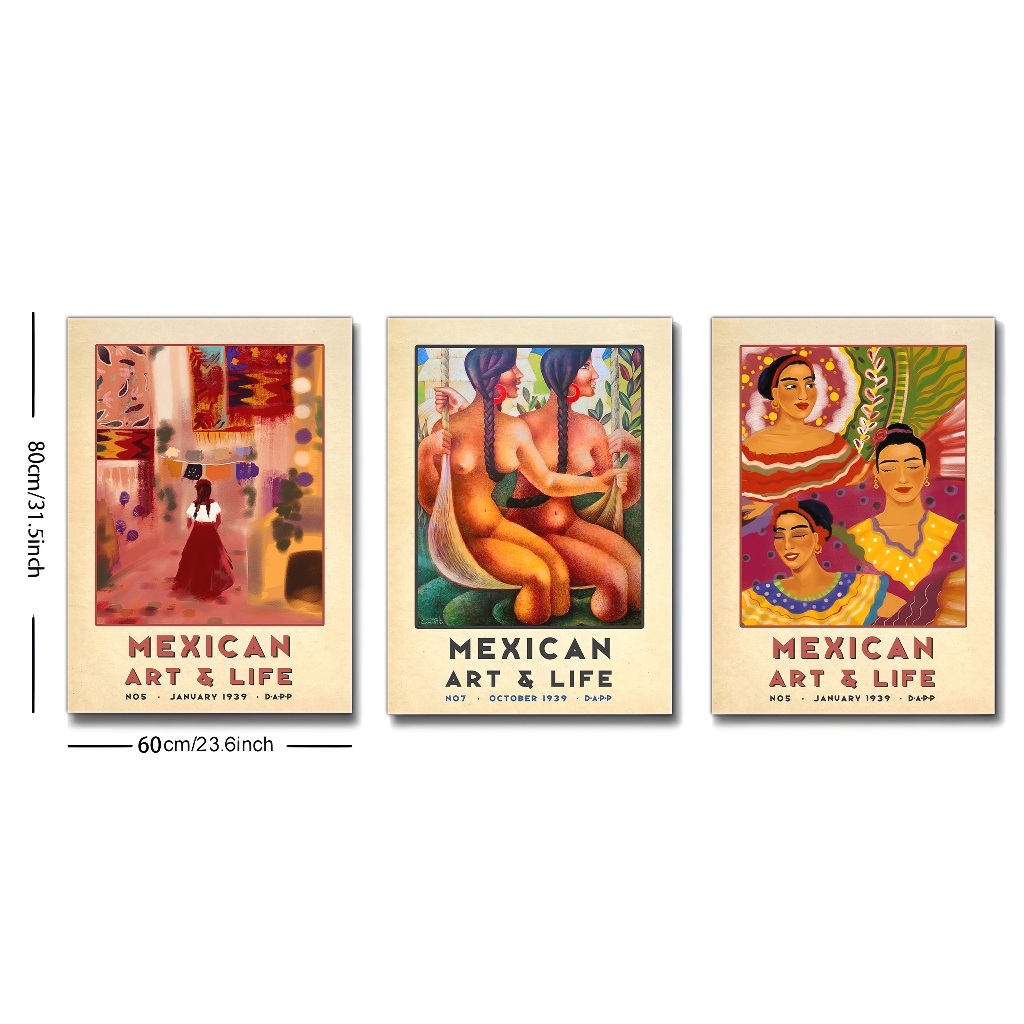 80cm/31.5inch
MEXICAN
ART & LIFE
NO5 · JANUARY 1939 · D·A·P·P
MEXICAN
ART & LIFE
NO7 · OCTOBER 1939 · D·A·P·P
MEXICAN
ART & LIFE
NO5 · JANUARY 1939 · D·A·P·P
60cm/23.6inch